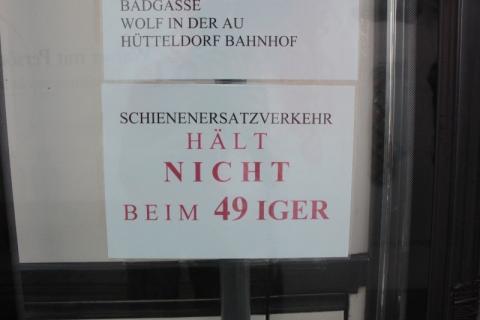 BADGASSE
WOLF IN DER AU
HÜTTELDORF BAHNHOF
SCHIENENERSATZVERKEHR
HÄLT
NICHT
BEIM 49 IGER